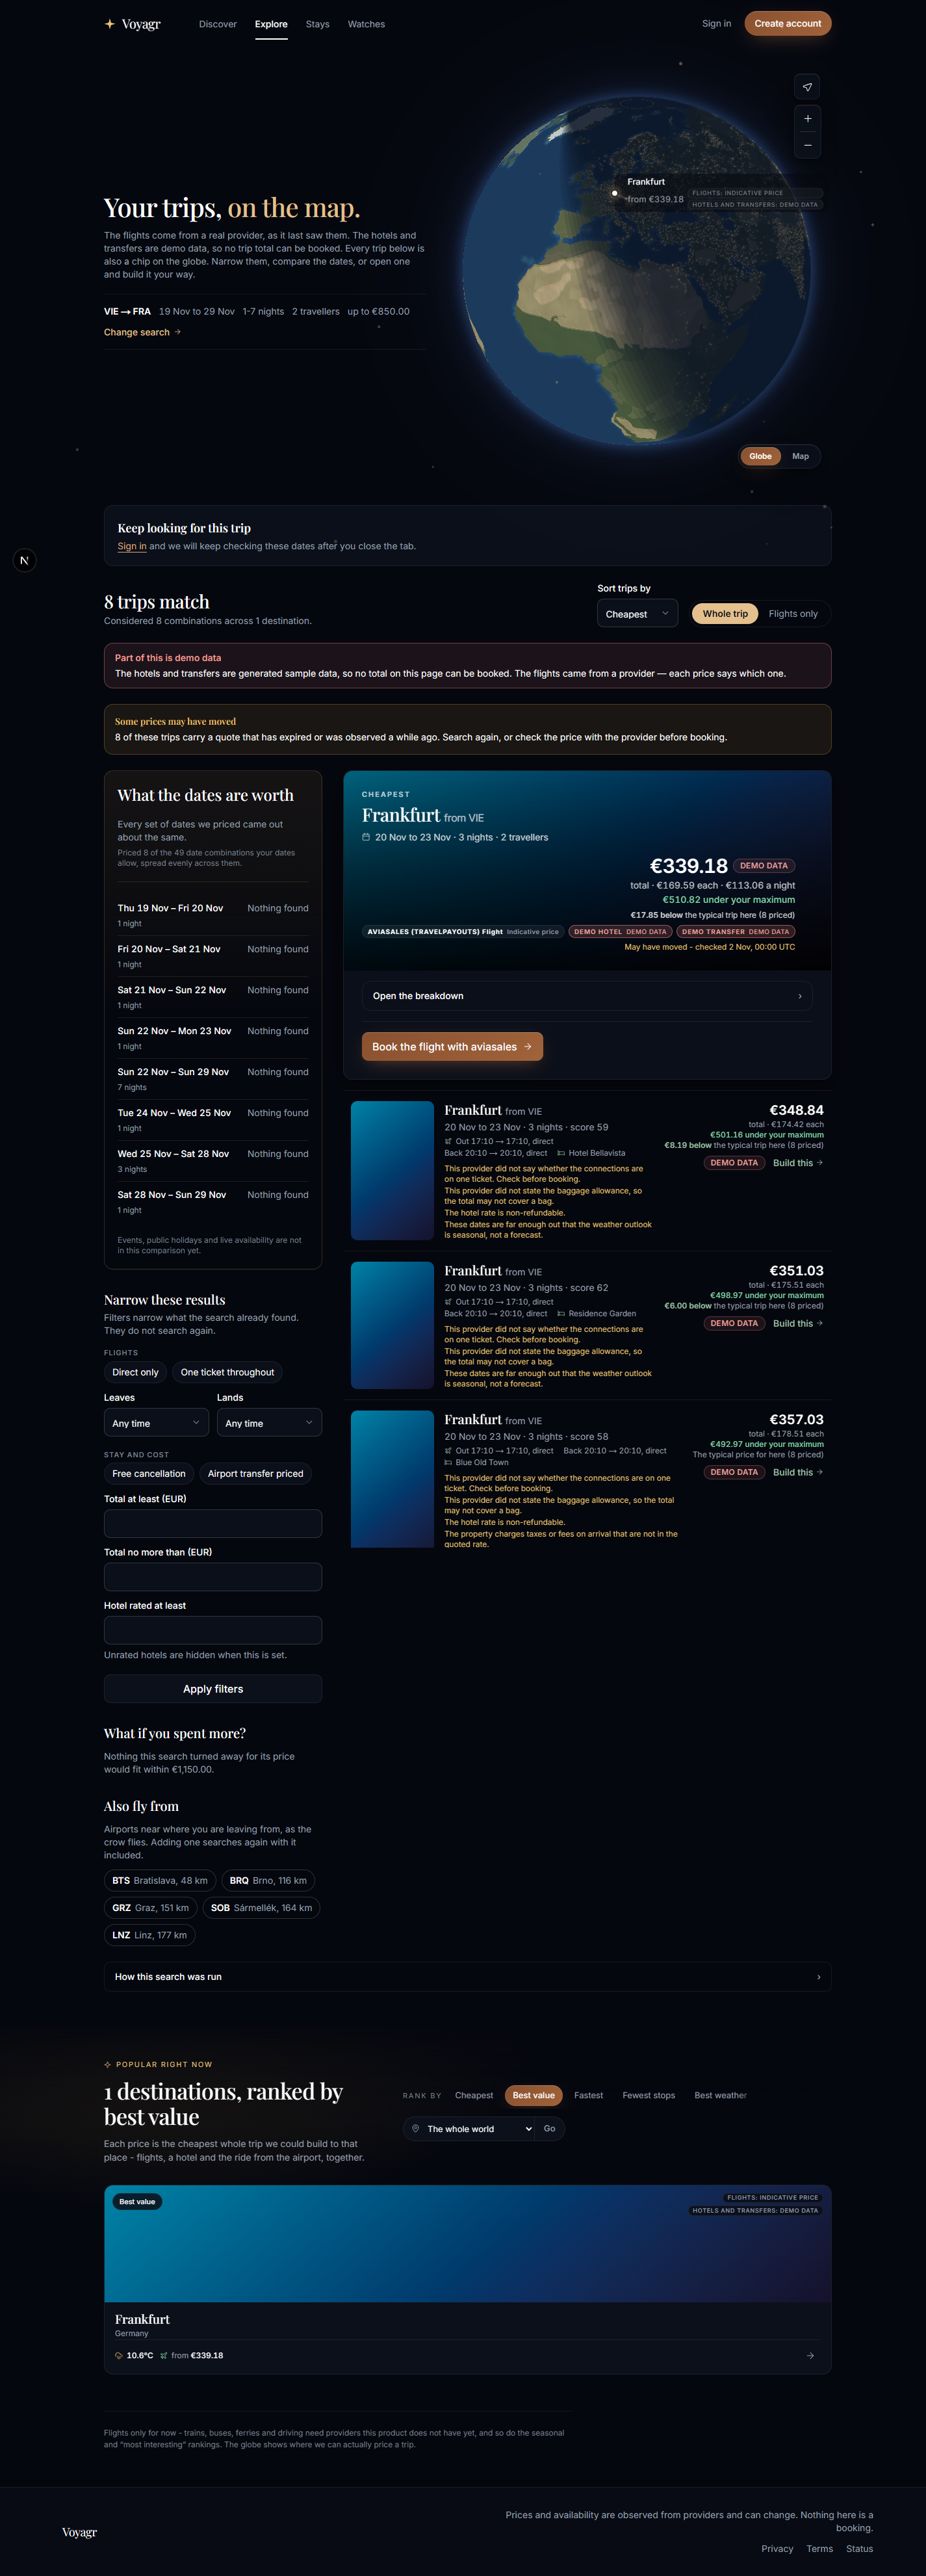 Voyagr
Discover
Explore
Stays
Watches
Sign in
Create account
Frankfurt
from €339.18
FLIGHTS: INDICATIVE PRICE
HOTELS AND TRANSFERS: DEMO DATA
Your trips, on the map.
The flights come from a real provider, as it last saw them. The hotels and
transfers are demo data, so no trip total can be booked. Every trip below is
also a chip on the globe. Narrow them, compare the dates, or open one
and build it your way.
VIE → FRA 19 Nov to 29 Nov 1-7 nights 2 travellers up to €850.00
Change search →
Globe
Map
Keep looking for this trip
Sign in and we will keep checking these dates after you close the tab.
N
8 trips match
Considered 8 combinations across 1 destination.
Sort trips by
Cheapest
Whole trip
Flights only
Part of this is demo data
The hotels and transfers are generated sample data, so no total on this page can be booked. The flights came from a provider — each price says which one.
Some prices may have moved
8 of these trips carry a quote that has expired or was observed a while ago. Search again, or check the price with the provider before booking.
What the dates are worth
Every set of dates we priced came out
about the same.
Priced 8 of the 49 date combinations your dates
allow, spread evenly across them.
Thu 19 Nov – Fri 20 Nov Nothing found
1 night
Fri 20 Nov – Sat 21 Nov Nothing found
1 night
Sat 21 Nov – Sun 22 Nov Nothing found
1 night
Sun 22 Nov – Mon 23 Nov Nothing found
1 night
Sun 22 Nov – Sun 29 Nov Nothing found
7 nights
Tue 24 Nov – Wed 25 Nov Nothing found
1 night
Wed 25 Nov – Sat 28 Nov Nothing found
3 nights
Sat 28 Nov – Sun 29 Nov Nothing found
1 night
Events, public holidays and live availability are not
in this comparison yet.
Narrow these results
Filters narrow what the search already found.
They do not search again.
FLIGHTS
Direct only
One ticket throughout
Leaves
Lands
Any time
Any time
STAY AND COST
Free cancellation
Airport transfer priced
Total at least (EUR)
Total no more than (EUR)
Hotel rated at least
Unrated hotels are hidden when this is set.
Apply filters
What if you spent more?
Nothing this search turned away for its price
would fit within €1,150.00.
Also fly from
Airports near where you are leaving from, as the
crow flies. Adding one searches again with it
included.
BTS Bratislava, 48 km
BRQ Brno, 116 km
GRZ Graz, 151 km
SOB Sármellék, 164 km
LNZ Linz, 177 km
CHEAPEST
Frankfurt from VIE
20 Nov to 23 Nov · 3 nights · 2 travellers
€339.18 DEMO DATA
total · €169.59 each · €113.06 a night
€510.82 under your maximum
€17.85 below the typical trip here (8 priced)
AVIASALES (TRAVELPAYOUTS) Flight Indicative price
DEMO HOTEL DEMO DATA
DEMO TRANSFER DEMO DATA
May have moved - checked 2 Nov, 00:00 UTC
Open the breakdown ›
Book the flight with aviasales →
Frankfurt from VIE
20 Nov to 23 Nov · 3 nights · score 59
Out 17:10 → 17:10, direct
Back 20:10 → 20:10, direct Hotel Bellavista
This provider did not say whether the connections are
on one ticket. Check before booking.
This provider did not state the baggage allowance, so
the total may not cover a bag.
The hotel rate is non-refundable.
These dates are far enough out that the weather outlook
is seasonal, not a forecast.
€348.84
total · €174.42 each
€501.16 under your maximum
€8.19 below the typical trip here (8 priced)
DEMO DATA Build this →
Frankfurt from VIE
20 Nov to 23 Nov · 3 nights · score 62
Out 17:10 → 17:10, direct
Back 20:10 → 20:10, direct Residence Garden
This provider did not say whether the connections are
on one ticket. Check before booking.
This provider did not state the baggage allowance, so
the total may not cover a bag.
These dates are far enough out that the weather outlook
is seasonal, not a forecast.
€351.03
total · €175.51 each
€498.97 under your maximum
€6.00 below the typical trip here (8 priced)
DEMO DATA Build this →
Frankfurt from VIE
20 Nov to 23 Nov · 3 nights · score 58
Out 17:10 → 17:10, direct Back 20:10 → 20:10, direct
Blue Old Town
This provider did not say whether the connections are on one
ticket. Check before booking.
This provider did not state the baggage allowance, so the total
may not cover a bag.
The hotel rate is non-refundable.
The property charges taxes or fees on arrival that are not in the
quoted rate.
€357.03
total · €178.51 each
€492.97 under your maximum
The typical price for here (8 priced)
DEMO DATA Build this →
How this search was run ›
POPULAR RIGHT NOW
1 destinations, ranked by
best value
Each price is the cheapest whole trip we could build to that
place - flights, a hotel and the ride from the airport, together.
RANK BY
Cheapest
Best value
Fastest
Fewest stops
Best weather
The whole world
Go
Best value
FLIGHTS: INDICATIVE PRICE
HOTELS AND TRANSFERS: DEMO DATA
Frankfurt
Germany
10.6°C from €339.18 →
Flights only for now - trains, buses, ferries and driving need providers this product does not have yet, and so do the seasonal
and “most interesting” rankings. The globe shows where we can actually price a trip.
Voyagr
Prices and availability are observed from providers and can change. Nothing here is a
booking.
Privacy
Terms
Status